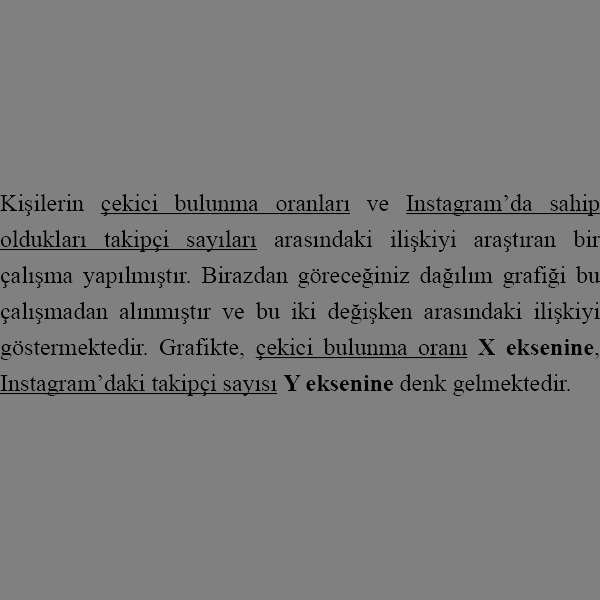 Kişilerin çekici bulunma oranları ve Instagram’da sahip
oldukları takipçi sayıları arasındaki ilişkiyi araştıran bir
çalışma yapılmıştır. Birazdan göreceğiniz dağılım grafiği bu
çalışmadan alınmıştır ve bu iki değişken arasındaki ilişkiyi
göstermektedir. Grafikte, çekici bulunma oranı X eksenine,
Instagram’daki takipçi sayısı Y eksenine denk gelmektedir.